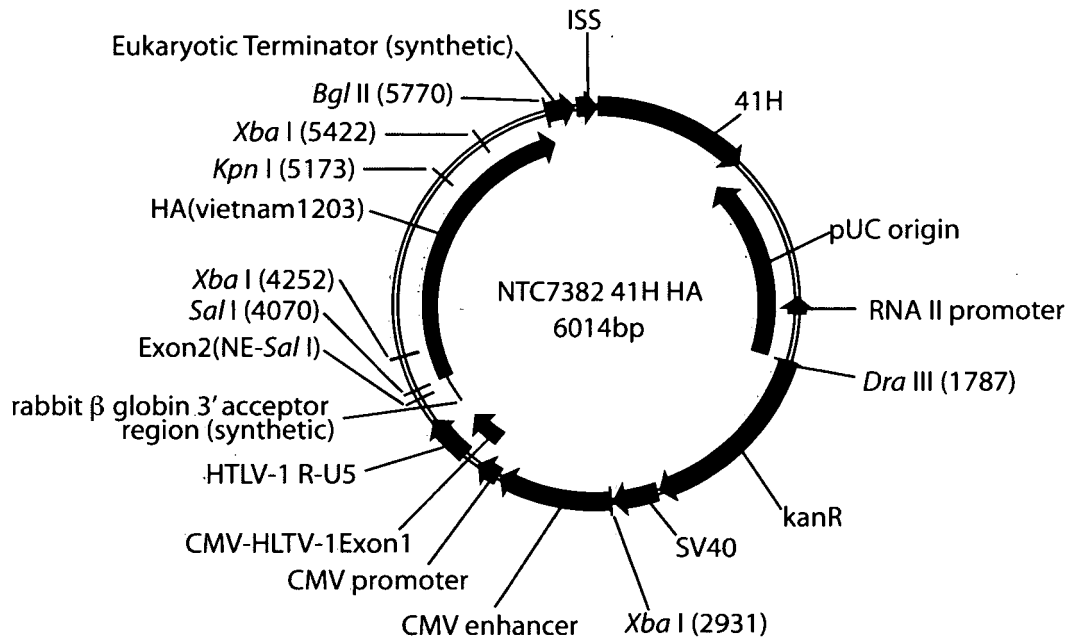 ISS
Eukaryotic Terminator (synthetic)
Bgl II (5770)
41H
Xba I (5422)
Kpn I (5173)
HA(vietnam1203)
pUC origin
Xba I (4252)
NTC7382 41H HA
6014bp
Sal I (4070)
RNA II promoter
Exon2(NE-Sal I)
Dra III (1787)
rabbit β globin 3' acceptor
region (synthetic)
HTLV-1 R-U5
kanR
CMV-HLTV-1Exon1
SV40
CMV promoter
CMV enhancer
Xba I (2931)